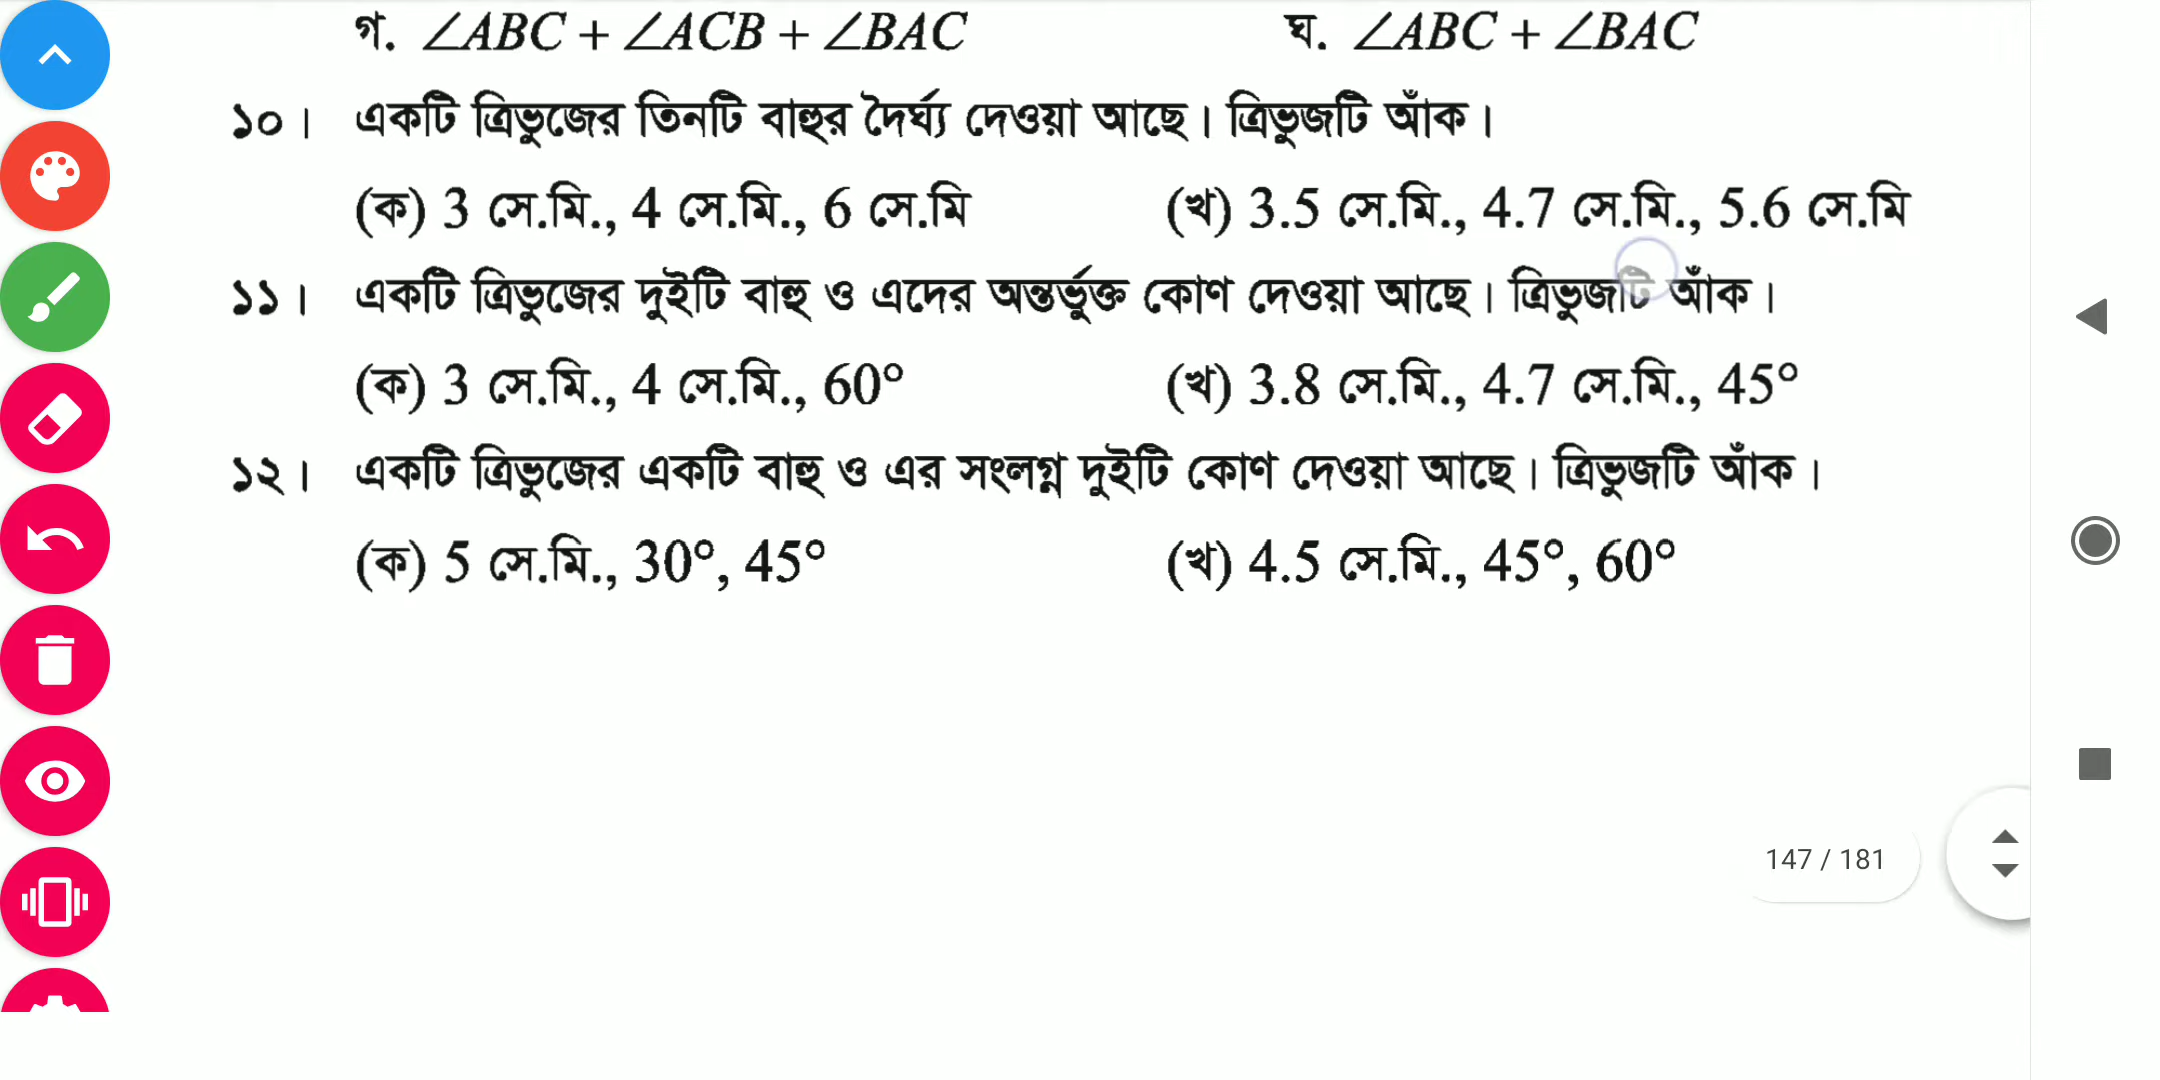 গ. ∠ABC + ∠ACB + ∠BAC ঘ. ∠ABC + ∠BAC
১০। একটি ত্রিভুজের তিনটি বাহুর দৈর্ঘ্য দেওয়া আছে। ত্রিভুজটি আঁক।
(ক) 3 সে.মি., 4 সে.মি., 6 সে.মি (খ) 3.5 সে.মি., 4.7 সে.মি., 5.6 সে.মি
১১। একটি ত্রিভুজের দুইটি বাহু ও এদের অন্তর্ভুক্ত কোণ দেওয়া আছে। ত্রিভুজটি আঁক।
(ক) 3 সে.মি., 4 সে.মি., 60° (খ) 3.8 সে.মি., 4.7 সে.মি., 45°
১২। একটি ত্রিভুজের একটি বাহু ও এর সংলগ্ন দুইটি কোণ দেওয়া আছে। ত্রিভুজটি আঁক।
(ক) 5 সে.মি., 30°, 45° (খ) 4.5 সে.মি., 45°, 60°
147 / 181